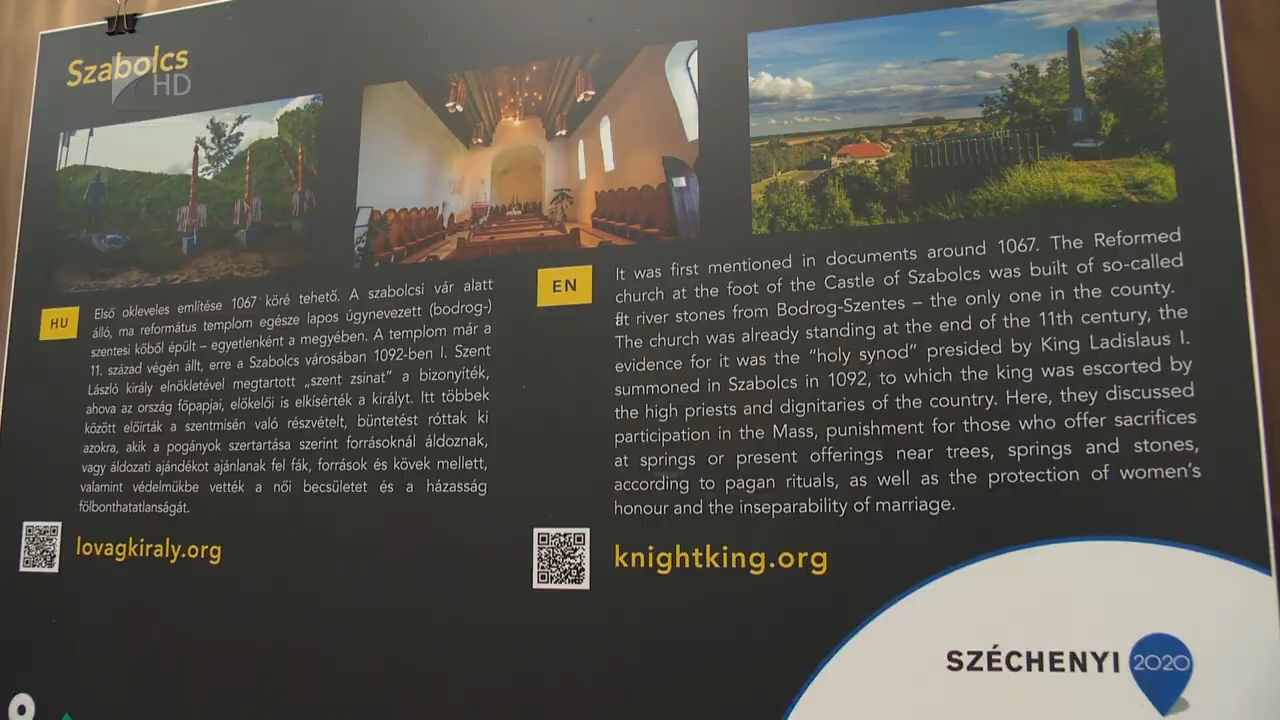 Szabolcs
HD
HU
Első okleveles említése 1067 köré tehető. A szabolcsi vár alatt
álló, ma református templom egésze lapos úgynevezett (bodrog-)
szentesi kőből épült – egyetlenként a megyében. A templom már a
11. század végén állt, erre a Szabolcs városában 1092-ben I. Szent
László király elnökletével megtartott „szent zsinat” a bizonyíték,
ahova az ország főpapjai, előkelői is elkísérték a királyt. Itt többek
között előírták a szentmisén való részvételt, büntetést róttak ki
azokra, akik a pogányok szertartása szerint forrásoknál áldoznak,
vagy áldozati ajándékot ajánlanak fel fák, források és kövek mellett,
valamint védelmükbe vették a női becsületet és a házasság
fölbonthatatlanságát.
lovagkiraly.org
EN
It was first mentioned in documents around 1067. The Reformed
church at the foot of the Castle of Szabolcs was built of so-called
flt river stones from Bodrog-Szentes – the only one in the county.
The church was already standing at the end of the 11th century, the
evidence for it was the “holy synod” presided by King Ladislaus I.
summoned in Szabolcs in 1092, to which the king was escorted by
the high priests and dignitaries of the country. Here, they discussed
participation in the Mass, punishment for those who offer sacrifices
at springs or present offerings near trees, springs and stones,
according to pagan rituals, as well as the protection of women’s
honour and the inseparability of marriage.
knightking.org
SZÉCHENYI 2020